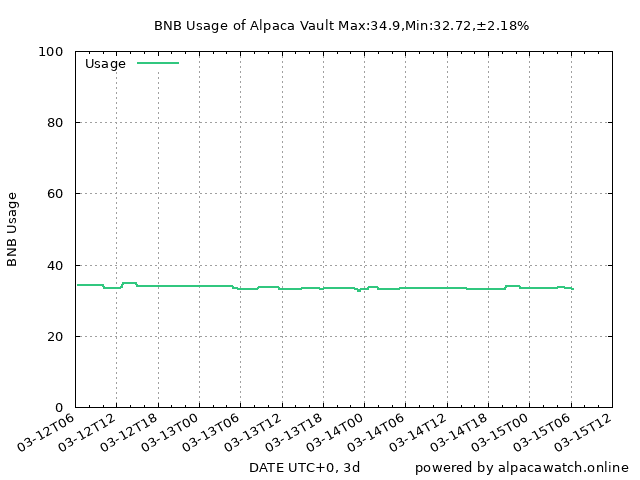 BNB Usage of Alpaca Vault Max:34.9,Min:32.72,±2.18%
Usage
BNB Usage
100
80
60
40
20
0
03-12T06
03-12T12
03-12T18
03-13T00
03-13T06
03-13T12
03-13T18
03-14T00
03-14T06
03-14T12
03-14T18
03-15T00
03-15T06
03-15T12
DATE UTC+0, 3d
powered by alpacawatch.online